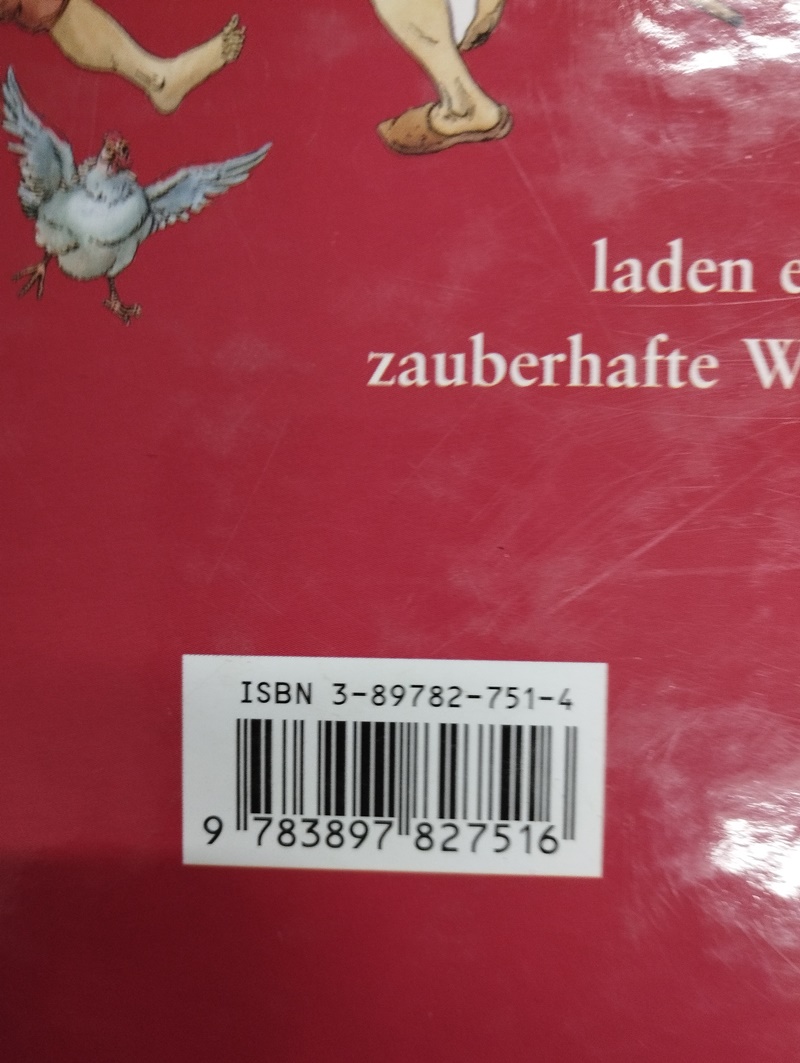 laden e
zauberhafte W
ISBN 3-89782-751-4
9 783897 827516